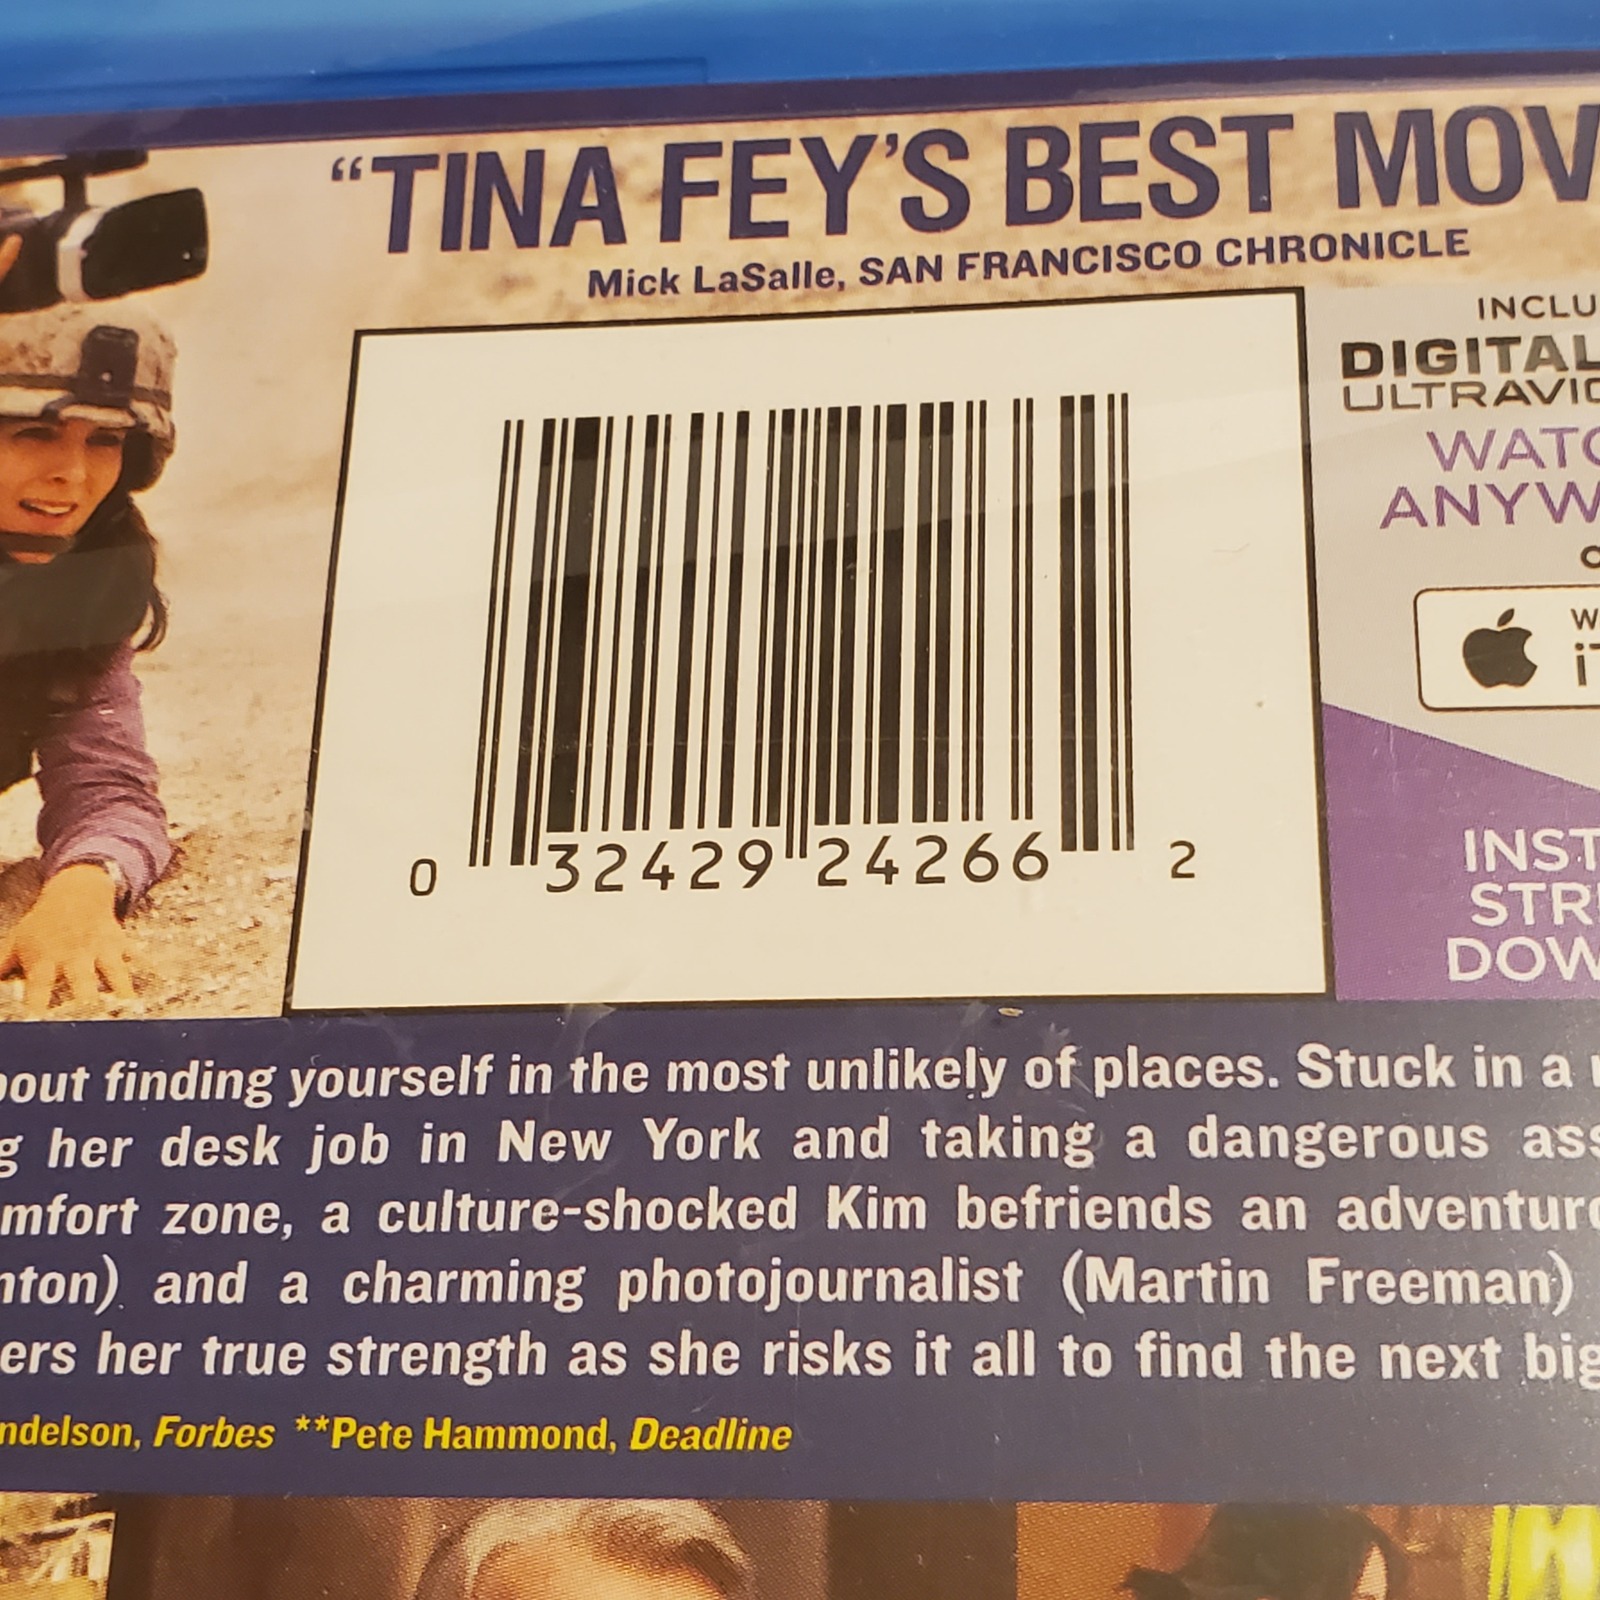 “TINA FEY’S BEST MOV
Mick LaSalle, SAN FRANCISCO CHRONICLE
INCLU
DIGITAL
ULTRAVIO
WATC
ANYW
0 32429 24266 2
INST
STR
DOW
out finding yourself in the most unlikely of places. Stuck in a
g her desk job in New York and taking a dangerous ass
mfort zone, a culture-shocked Kim befriends an adventuro
nton) and a charming photojournalist (Martin Freeman)
ers her true strength as she risks it all to find the next big
ndelson, Forbes **Pete Hammond, Deadline